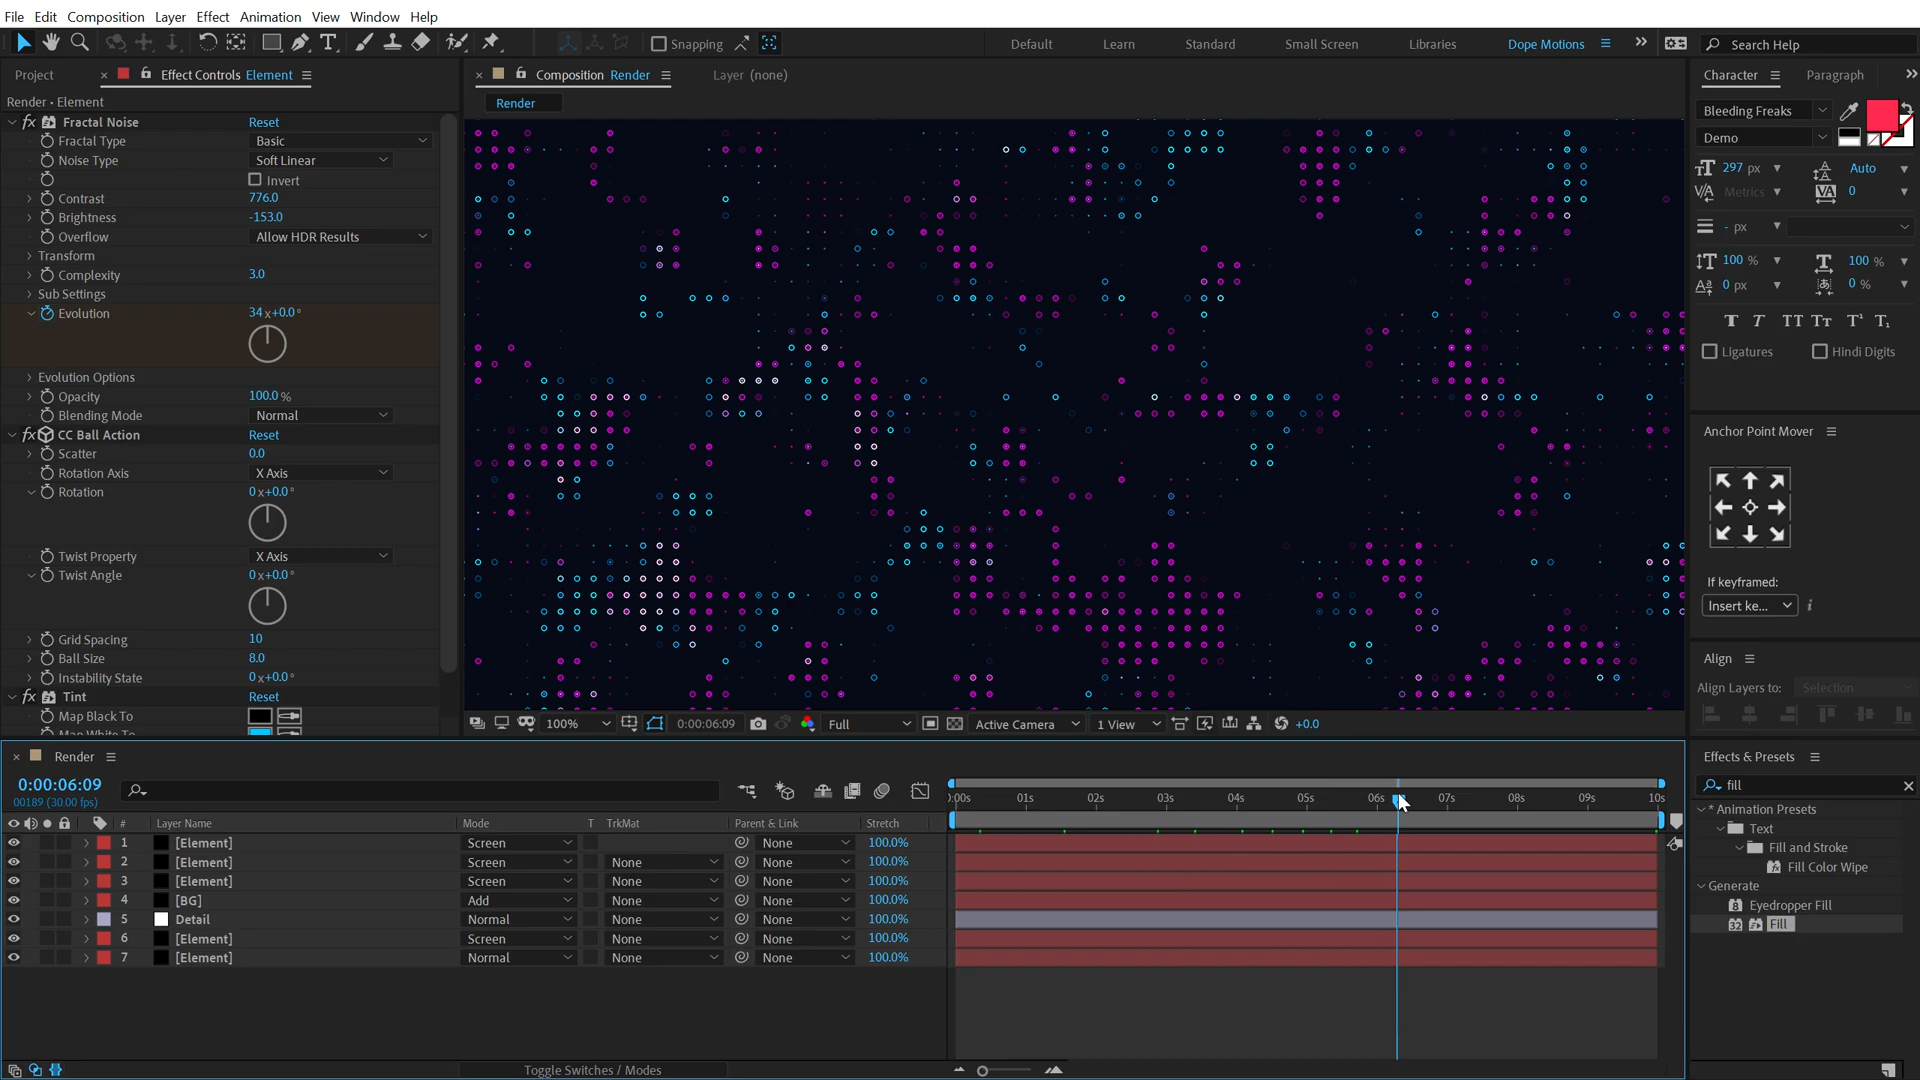 File Edit Composition Layer Effect Animation View Window Help
Snapping
Default Learn Standard Small Screen Libraries Dope Motions Search Help
Project Effect Controls Element
Composition Render Layer (none)
Character Paragraph
Render • Element
Render
Fractal Noise Reset
Fractal Type Basic
Noise Type Soft Linear
Invert
Contrast 776.0
Brightness -153.0
Overflow Allow HDR Results
Transform
Complexity 3.0
Sub Settings
Evolution 34x+0.0°
Evolution Options
Opacity 100.0%
Blending Mode Normal
CC Ball Action Reset
Scatter 0.0
Rotation Axis X Axis
Rotation 0x+0.0°
Twist Property X Axis
Twist Angle 0x+0.0°
Grid Spacing 10
Ball Size 8.0
Instability State 0x+0.0°
Tint Reset
Map Black To
Map White To
100% 0:00:06:09 Full Active Camera 1 View +0.0
Bleeding Freaks
Demo
297 px Auto
Metrics 0
- px
100 % 100 %
0 px 0 %
Ligatures Hindi Digits
Anchor Point Mover
If keyframed:
Insert ke...
Align
Align Layers to: Selection
Render
0:00:06:09
00189 (30.00 fps)
0:00s 01s 02s 03s 04s 05s 06s 07s 08s 09s 10s
# Layer Name Mode T TrkMat Parent & Link Stretch
1 [Element] Screen None 100.0%
2 [Element] Screen None None 100.0%
3 [Element] Screen None None 100.0%
4 [BG] Add None None 100.0%
5 Detail Normal None None 100.0%
6 [Element] Screen None None 100.0%
7 [Element] Normal None None 100.0%
Toggle Switches / Modes
Effects & Presets
fill
* Animation Presets
Text
Fill and Stroke
Fill Color Wipe
Generate
8 Eyedropper Fill
32 Fill